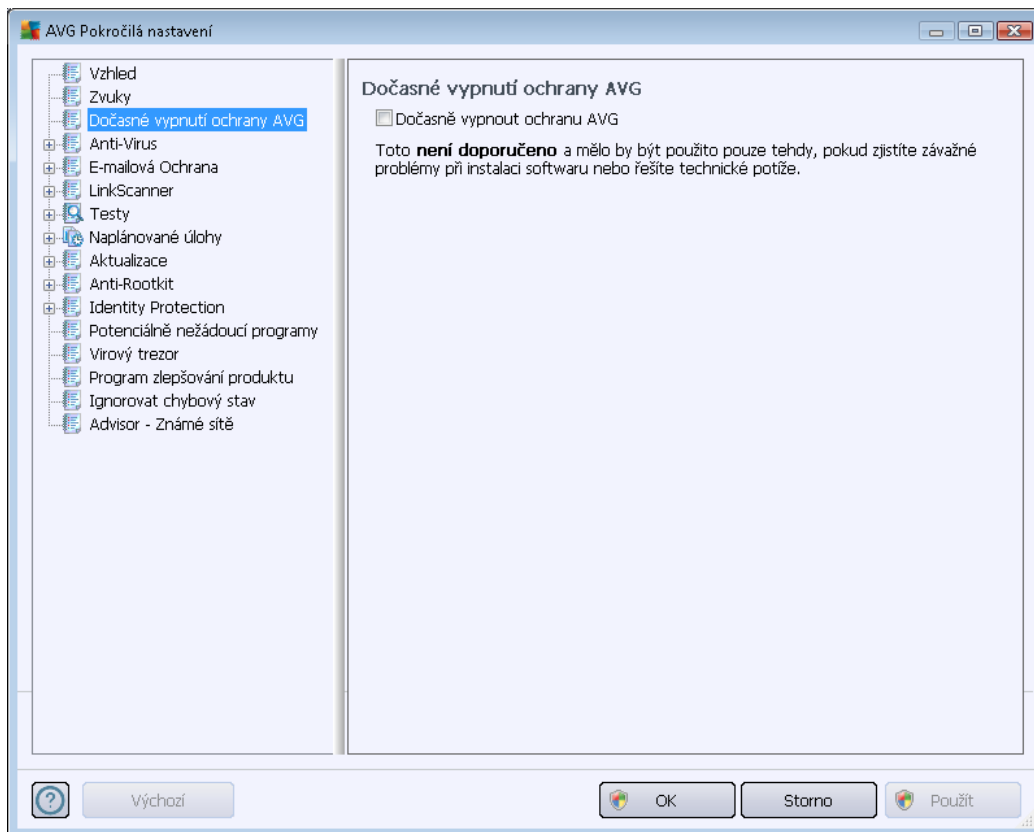 AVG Pokročilá nastavení
Vzhled
Zvuky
Dočasné vypnutí ochrany AVG
Anti-Virus
E-mailová Ochrana
LinkScanner
Testy
Naplánované úlohy
Aktualizace
Anti-Rootkit
Identity Protection
Potenciálně nežádoucí programy
Virový trezor
Program zlepšování produktu
Ignorovat chybový stav
Advisor - Známé sítě
Dočasné vypnutí ochrany AVG
Dočasně vypnout ochranu AVG
Toto není doporučeno a mělo by být použito pouze tehdy, pokud zjistíte závažné
problémy při instalaci softwaru nebo řešíte technické potíže.
Výchozí
OK
Storno
Použít